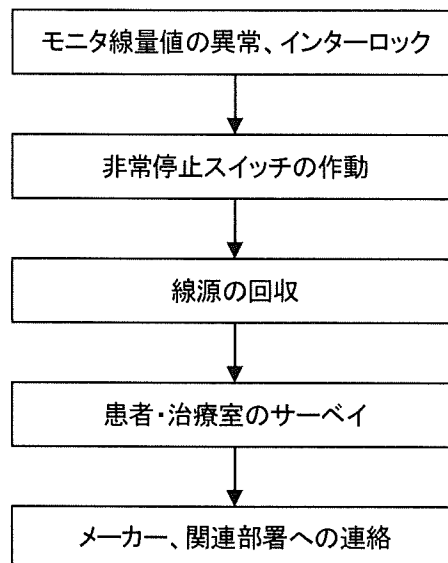 モニタ線量値の異常、インターロック
非常停止スイッチの作動
線源の回収
患者・治療室のサーベイ
メーカー、関連部署への連絡